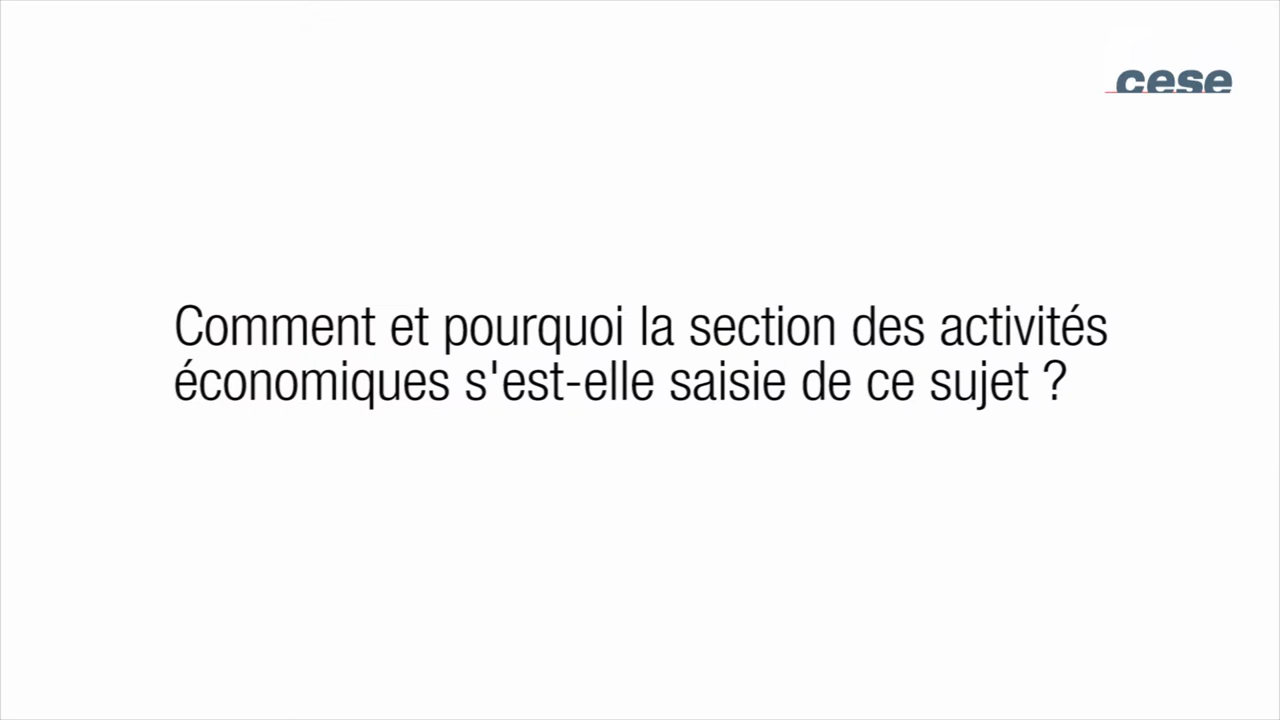 cese
Comment et pourquoi la section des activités
économiques s'est-elle saisie de ce sujet ?